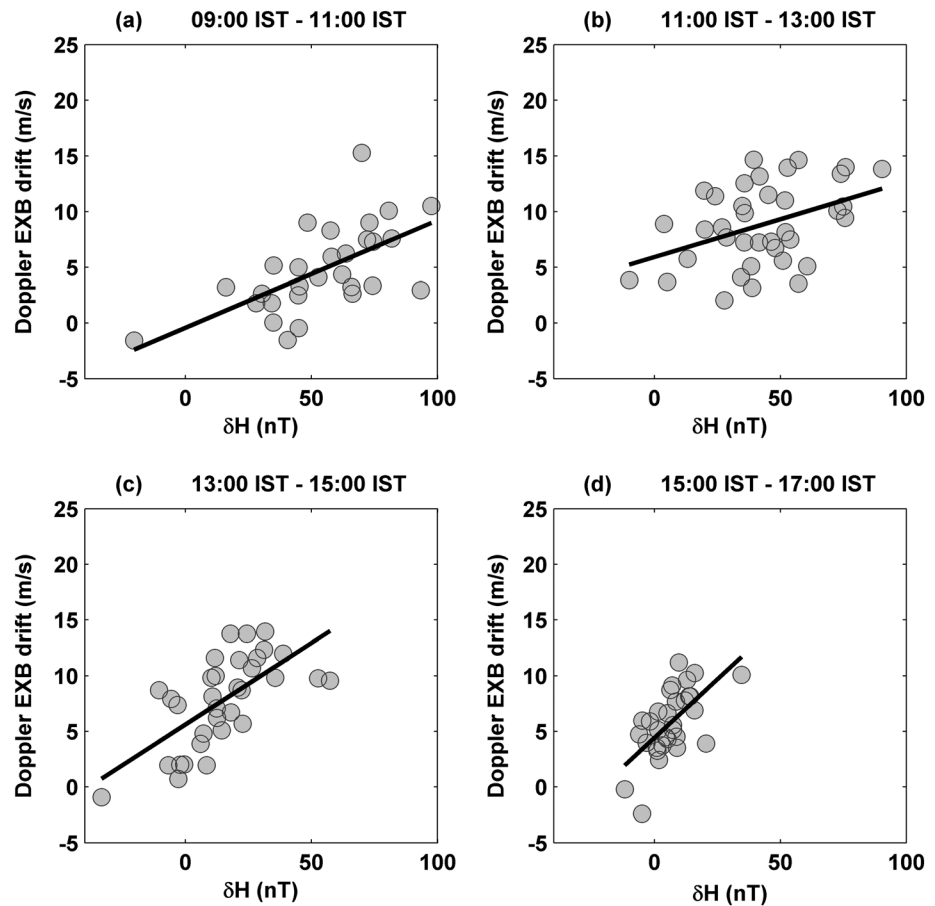 (a) 09:00 IST - 11:00 IST
25
20
15
10
5
0
-5
Doppler EXB drift (m/s)
0 50 100
δH (nT)
(b) 11:00 IST - 13:00 IST
25
20
15
10
5
0
-5
Doppler EXB drift (m/s)
0 50 100
δH (nT)
(c) 13:00 IST - 15:00 IST
25
20
15
10
5
0
-5
Doppler EXB drift (m/s)
0 50 100
δH (nT)
(d) 15:00 IST - 17:00 IST
25
20
15
10
5
0
-5
Doppler EXB drift (m/s)
0 50 100
δH (nT)